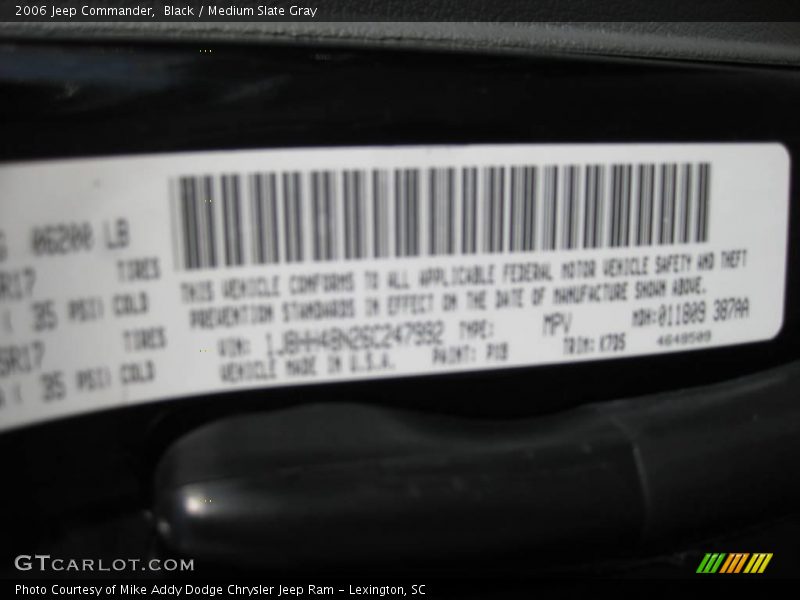 2006 Jeep Commander,  Black / Medium Slate Gray
06200 LB
R17 TIRES
( 35 PSI) COLD
5R17 TIRES
( 35 PSI) COLD
THIS VEHICLE CONFORMS TO ALL APPLICABLE FEDERAL MOTOR VEHICLE SAFETY AND THEFT
PREVENTION STANDARDS IN EFFECT ON THE DATE OF MANUFACTURE SHOWN ABOVE.
VIN: TYPE: MPV MDH:011809 387AA
VEHICLE MADE IN U.S.A. PAINT: TRIM: K7D5
GTCARLOT.COM
Photo Courtesy of Mike Addy Dodge Chrysler Jeep Ram – Lexington, SC